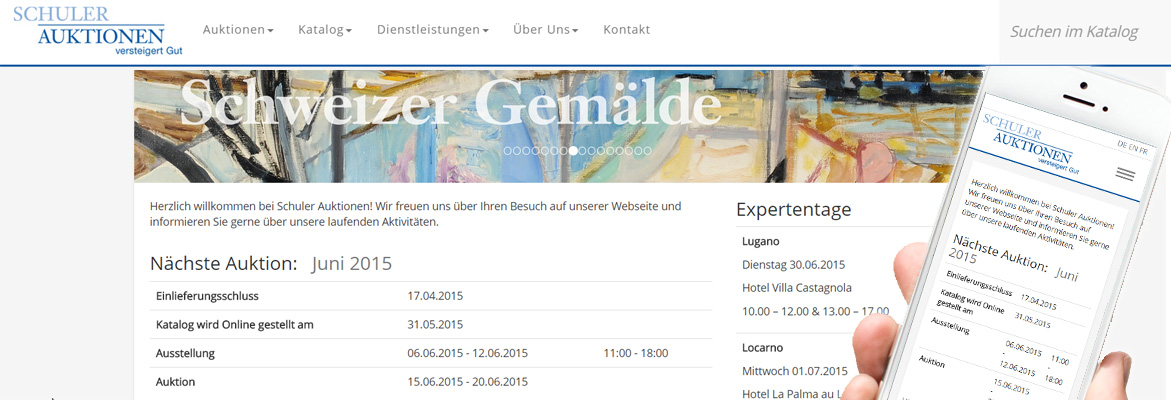 SCHULER
AUKTIONEN
versteigert Gut
Auktionen Katalog Dienstleistungen Über Uns Kontakt
Suchen im Katalog
Schweizer Gemälde
Herzlich willkommen bei Schuler Auktionen! Wir freuen uns über Ihren Besuch auf unserer Webseite und
informieren Sie gerne über unsere laufenden Aktivitäten.
Nächste Auktion: Juni 2015
Einlieferungsschluss 17.04.2015
Katalog wird Online gestellt am 31.05.2015
Ausstellung 06.06.2015 - 12.06.2015 11:00 - 18:00
Auktion 15.06.2015 - 20.06.2015
Expertentage
Lugano
Dienstag 30.06.2015
Hotel Villa Castagnola
10.00 – 12.00 & 13.00 – 17.00
Locarno
Mittwoch 01.07.2015
Hotel La Palma au
SCHULER
AUKTIONEN
versteigert Gut
DE EN FR
Herzlich willkommen bei Schuler Auktionen!
Wir freuen uns über Ihren Besuch auf
unserer Webseite und informieren Sie gerne
über unsere laufenden Aktivitäten.
Nächste Auktion: Juni
2015
Einlieferungsschluss 17.04.2015
Katalog wird Online
gestellt am 31.05.2015
Ausstellung 06.06.2015 11:00
- -
12.06.2015 18:00
Auktion 15.06.2015
-